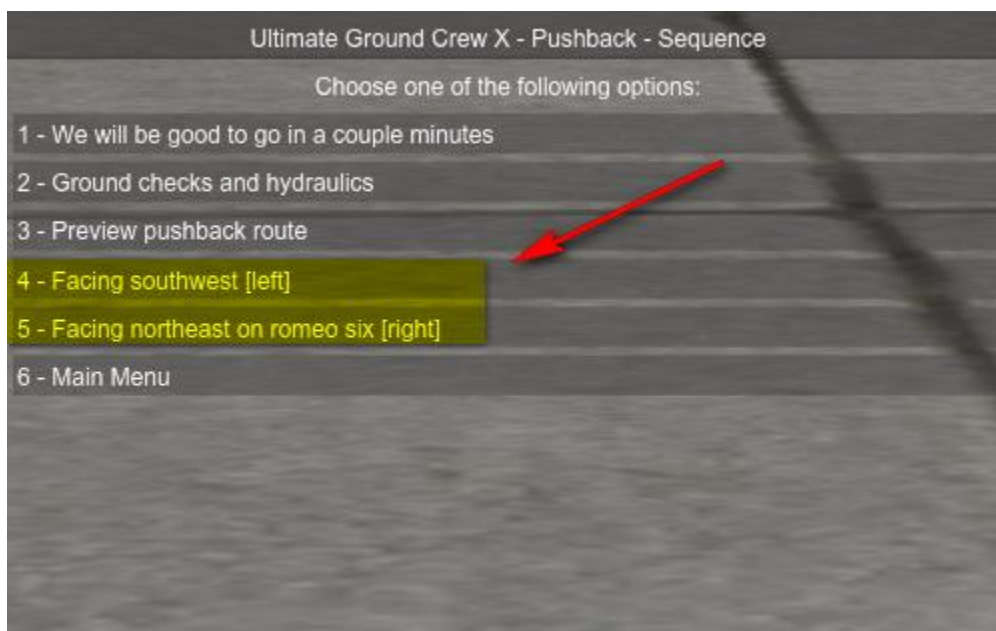 Ultimate Ground Crew X - Pushback - Sequence
Choose one of the following options:
1 - We will be good to go in a couple minutes
2 - Ground checks and hydraulics
3 - Preview pushback route
4 - Facing southwest [left]
5 - Facing northeast on romeo six [right]
6 - Main Menu